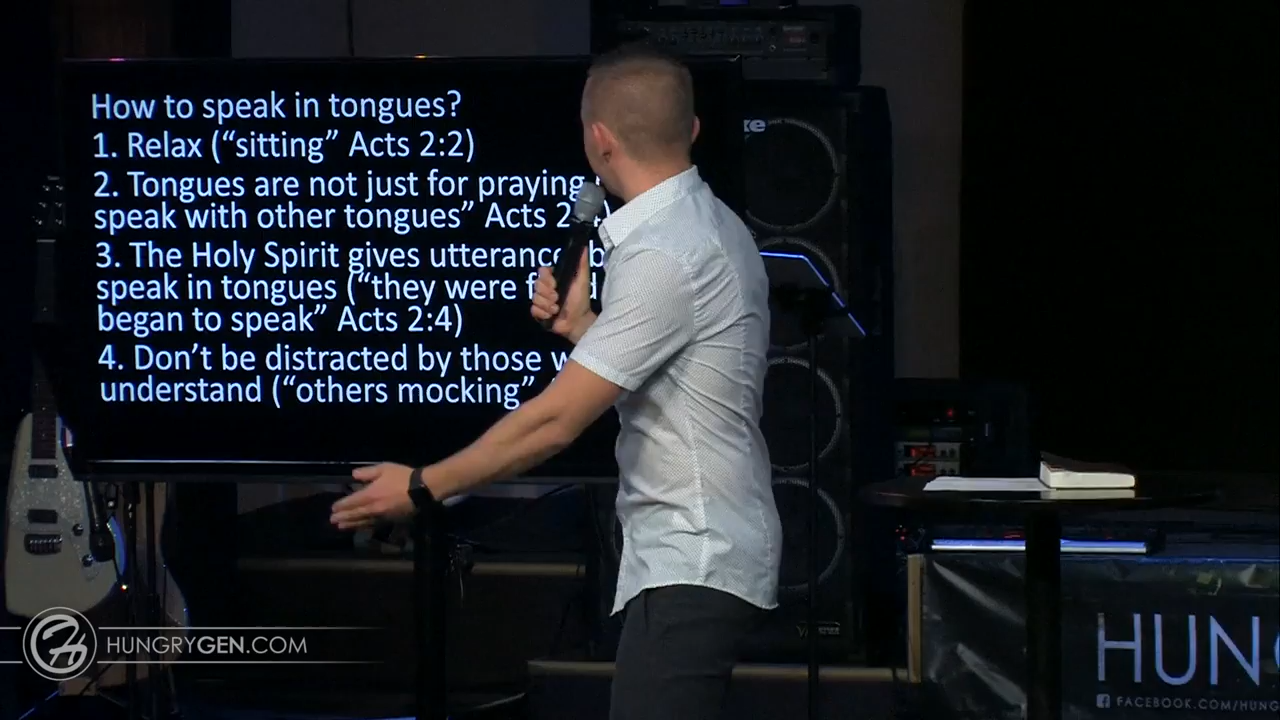 How to speak in tongues?
1. Relax (“sitting” Acts 2:2)
2. Tongues are not just for praying
speak with other tongues” Acts 2
3. The Holy Spirit gives utterance
speak in tongues (“they were
began to speak” Acts 2:4)
4. Don’t be distracted by those
understand (“others mocking”
HUNGRYGEN.COM
HUN
FACEBOOK.COM/HUNG